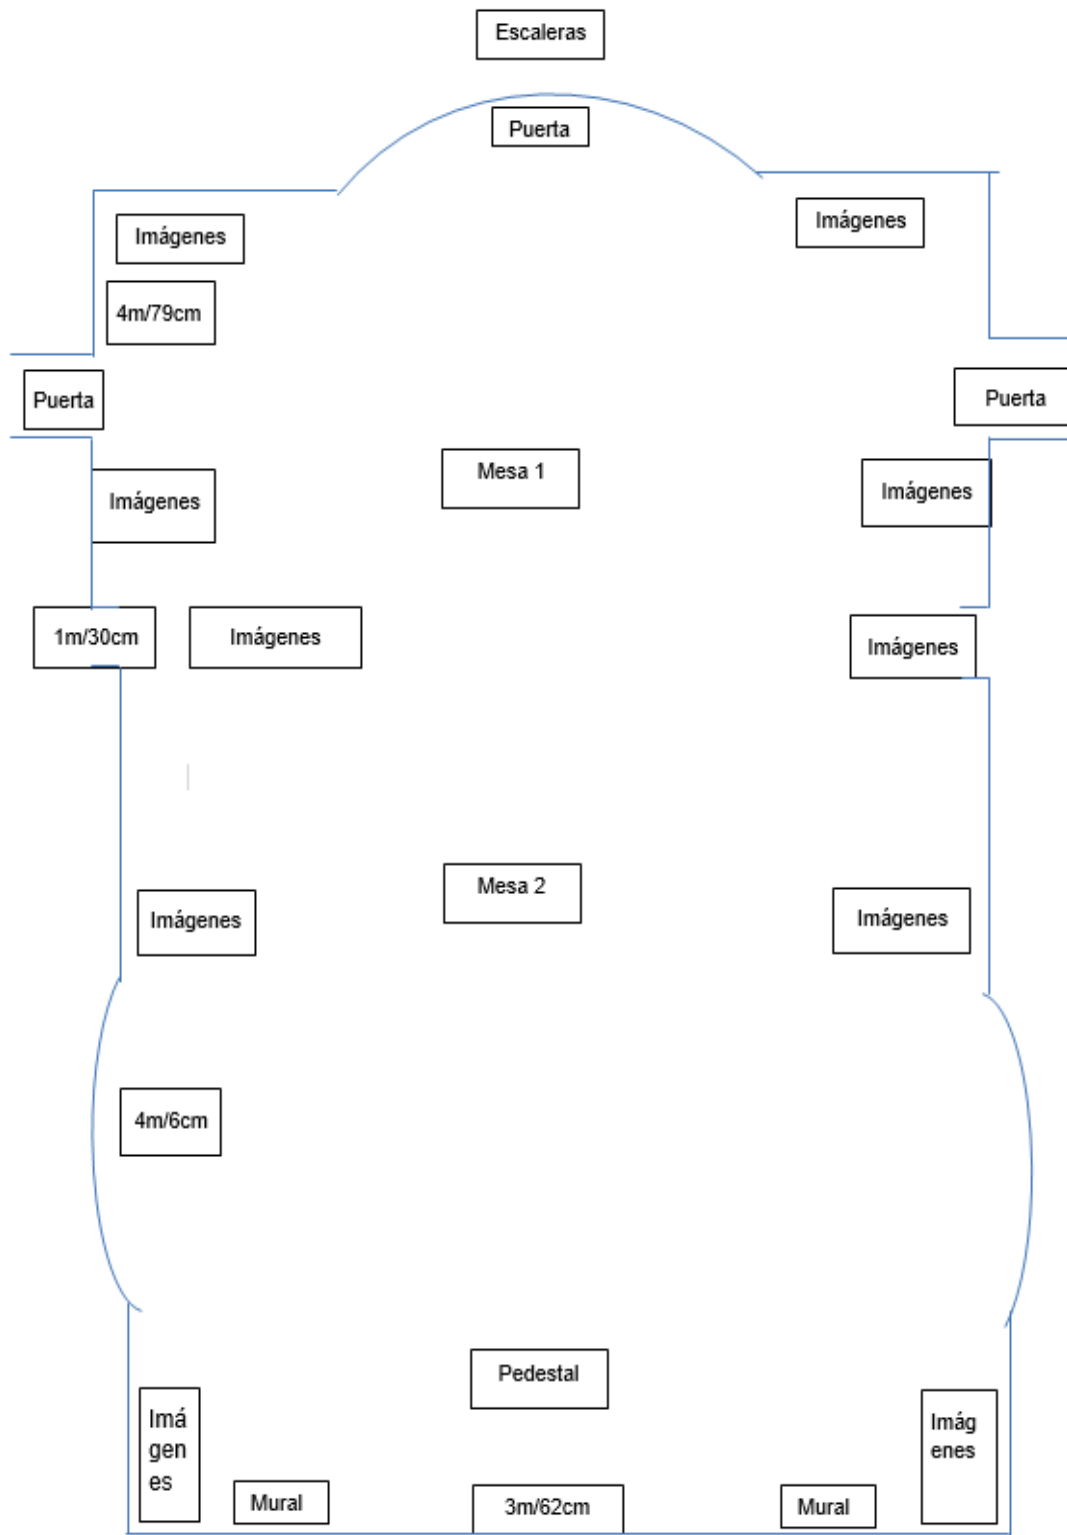 Escaleras
Puerta
Imágenes
Imágenes
4m/79cm
Puerta
Puerta
Mesa 1
Imágenes
Imágenes
1m/30cm
Imágenes
Imágenes
Mesa 2
Imágenes
Imágenes
4m/6cm
Pedestal
Imá
gen
es
Imág
enes
Mural
3m/62cm
Mural